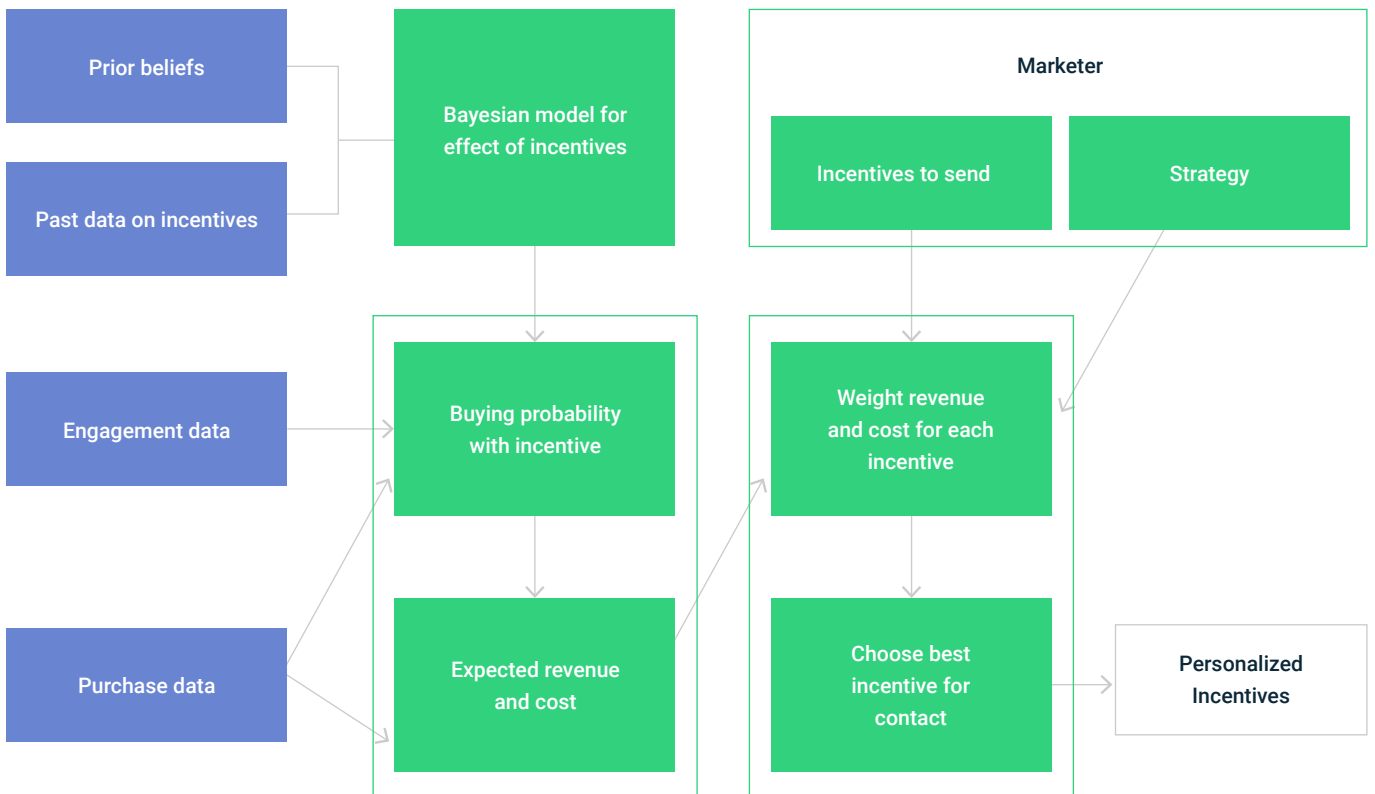 Prior beliefs
Past data on incentives
Engagement data
Purchase data
Bayesian model for
effect of incentives
Buying probability
with incentive
Expected revenue
and cost
Marketer
Incentives to send
Strategy
Weight revenue
and cost for each
incentive
Choose best
incentive for
contact
Personalized
Incentives